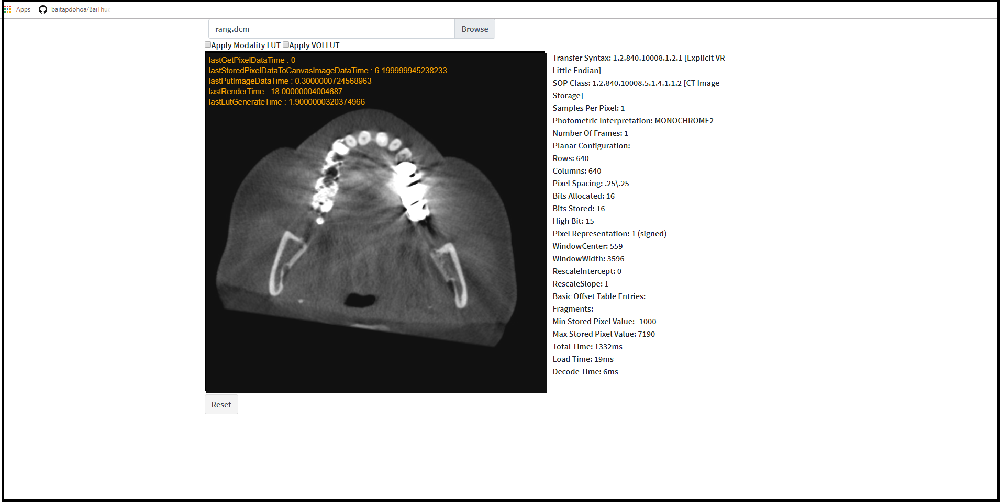 Apps baitapdohoa/BaiThuc
rang.dcm Browse
Apply Modality LUT Apply VOI LUT
lastGetPixelDataTime : 0
lastStoredPixelDataToCanvasImageDataTime : 6.199999945238233
lastPutImageDataTime : 0.3000000724568963
lastRenderTime : 18.00000004004687
lastLutGenerateTime : 1.9000000320374966
Transfer Syntax: 1.2.840.10008.1.2.1 [Explicit VR
Little Endian]
SOP Class: 1.2.840.10008.5.1.4.1.1.2 [CT Image
Storage]
Samples Per Pixel: 1
Photometric Interpretation: MONOCHROME2
Number Of Frames: 1
Planar Configuration:
Rows: 640
Columns: 640
Pixel Spacing: .25\.25
Bits Allocated: 16
Bits Stored: 16
High Bit: 15
Pixel Representation: 1 (signed)
WindowCenter: 559
WindowWidth: 3596
RescaleIntercept: 0
RescaleSlope: 1
Basic Offset Table Entries:
Fragments:
Min Stored Pixel Value: -1000
Max Stored Pixel Value: 7190
Total Time: 1332ms
Load Time: 19ms
Decode Time: 6ms
Reset